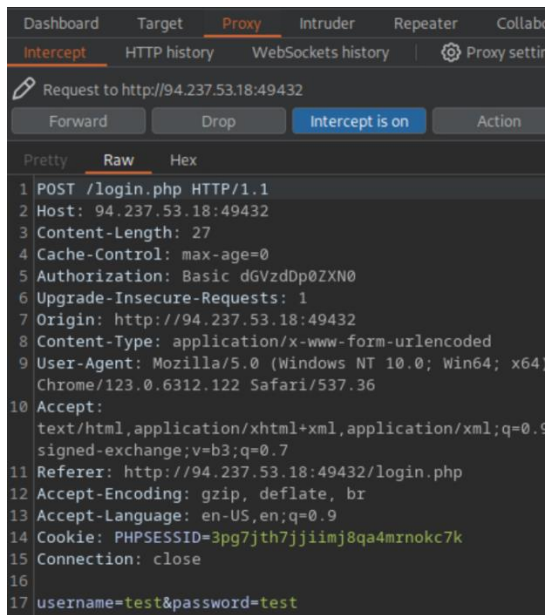 Dashboard Target Proxy Intruder Repeater Collabo
Intercept HTTP history WebSockets history Proxy settin
Request to http://94.237.53.18:49432
Forward Drop Intercept is on Action
Pretty Raw Hex
1 POST /login.php HTTP/1.1
2 Host: 94.237.53.18:49432
3 Content-Length: 27
4 Cache-Control: max-age=0
5 Authorization: Basic dGVzdDp0ZXN0
6 Upgrade-Insecure-Requests: 1
7 Origin: http://94.237.53.18:49432
8 Content-Type: application/x-www-form-urlencoded
9 User-Agent: Mozilla/5.0 (Windows NT 10.0; Win64; x64)
Chrome/123.0.6312.122 Safari/537.36
10 Accept:
text/html,application/xhtml+xml,application/xml;q=0.9
signed-exchange;v=b3;q=0.7
11 Referer: http://94.237.53.18:49432/login.php
12 Accept-Encoding: gzip, deflate, br
13 Accept-Language: en-US,en;q=0.9
14 Cookie: PHPSESSID=3pg7jth7jjiimj8qa4mrnokc7k
15 Connection: close
16
17 username=test&password=test